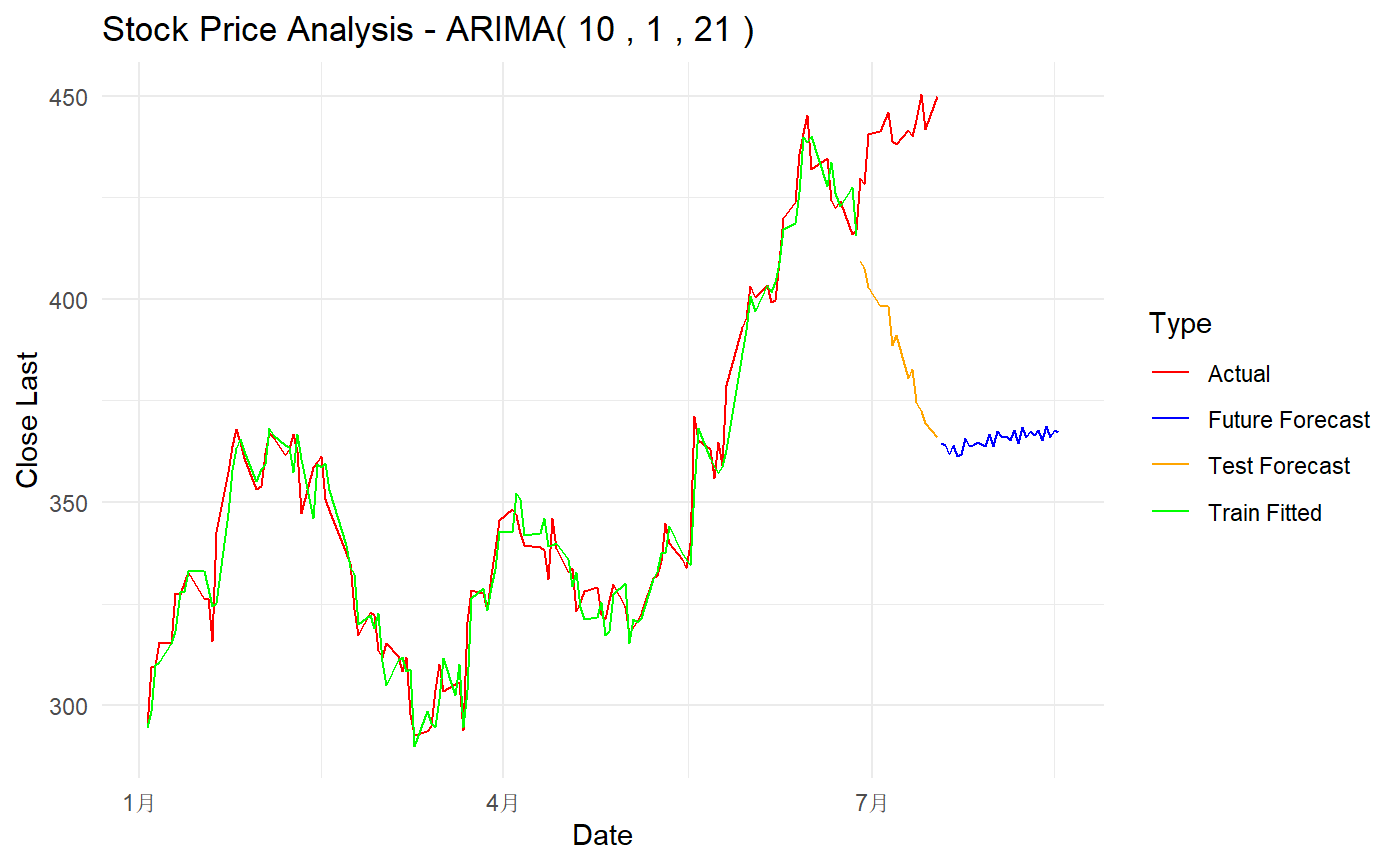 Stock Price Analysis - ARIMA( 10 , 1 , 21 )
450
400
350
300
Close Last
1月
4月
7月
Date
Type
Actual
Future Forecast
Test Forecast
Train Fitted